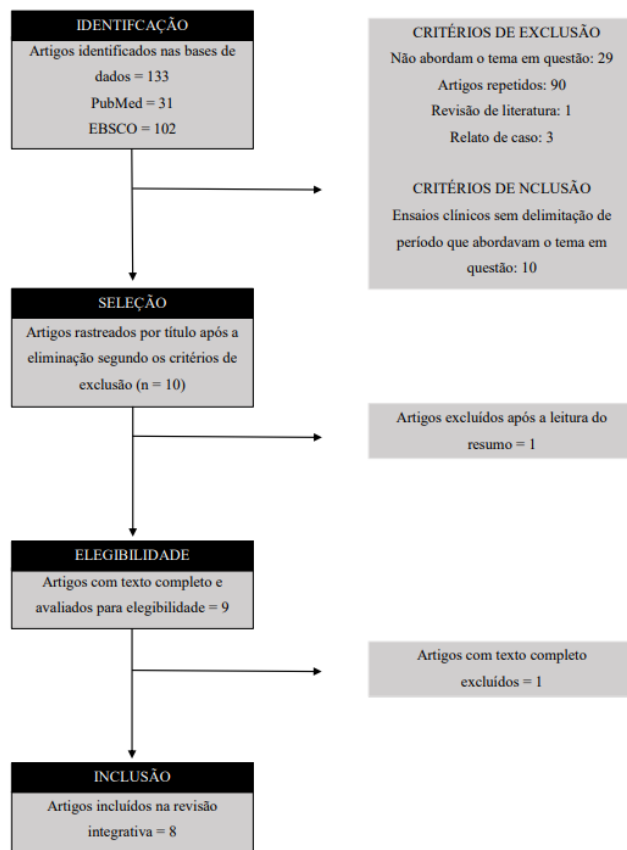 IDENTIFCAÇÃO
Artigos identificados nas bases de
dados = 133
PubMed = 31
EBSCO = 102
CRITÉRIOS DE EXCLUSÃO
Não abordam o tema em questão: 29
Artigos repetidos: 90
Revisão de literatura: 1
Relato de caso: 3
CRITÉRIOS DE NCLUSÃO
Ensaios clínicos sem delimitação de
período que abordavam o tema em
questão: 10
SELEÇÃO
Artigos rastreados por título após a
eliminação segundo os critérios de
exclusão (n = 10)
Artigos excluídos após a leitura do
resumo = 1
ELEGIBILIDADE
Artigos com texto completo e
avaliados para elegibilidade = 9
Artigos com texto completo
excluídos = 1
INCLUSÃO
Artigos incluídos na revisão
integrativa = 8